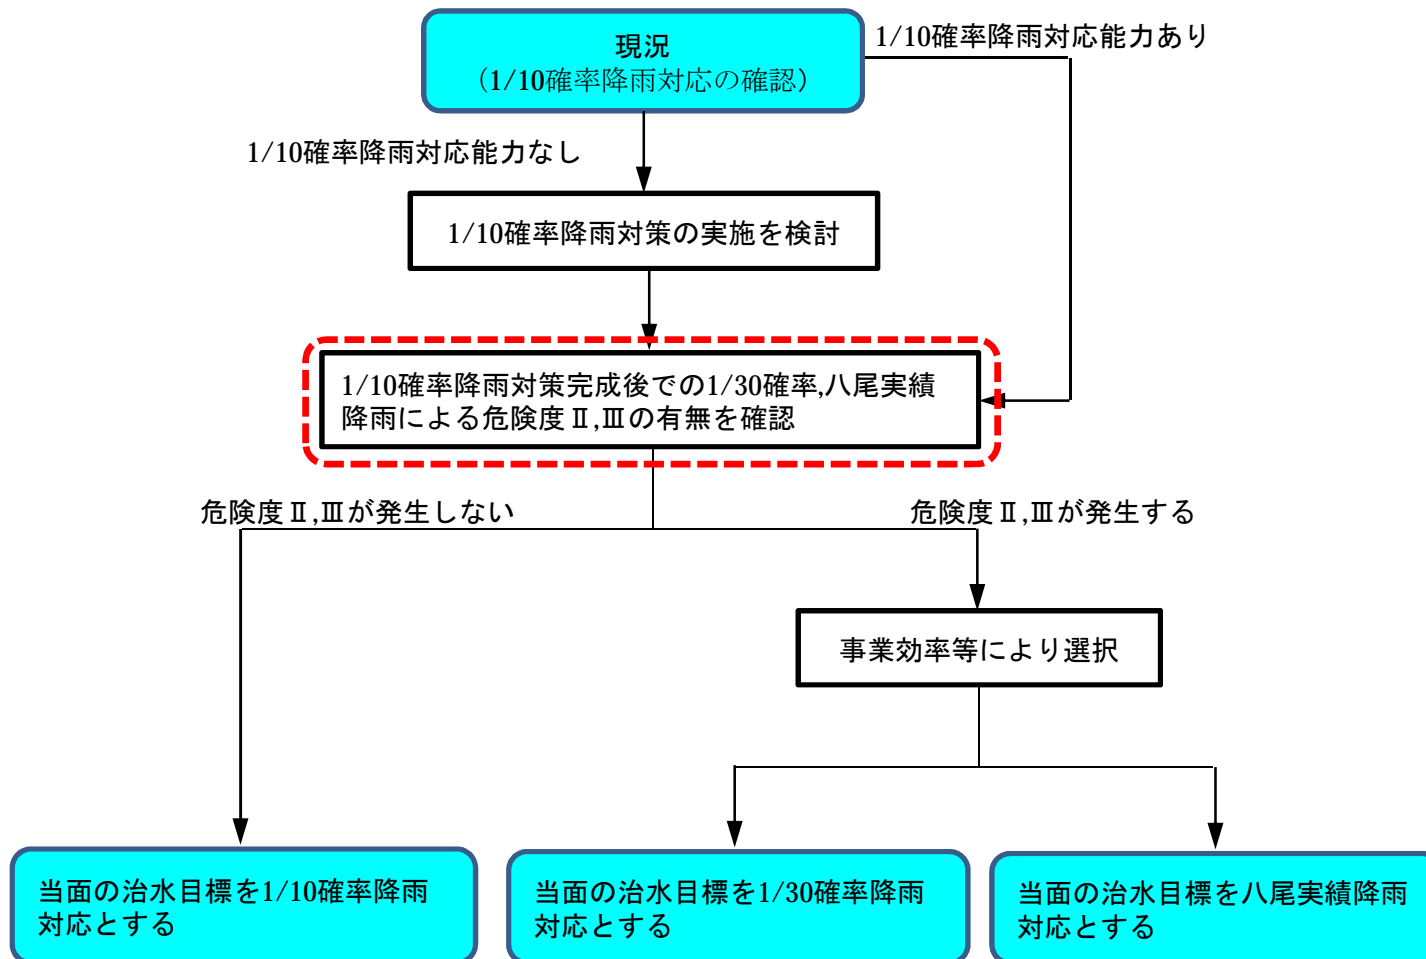 現況
（1/10確率降雨対応の確認）
1/10確率降雨対応能力あり
1/10確率降雨対応能力なし
1/10確率降雨対策の実施を検討
1/10確率降雨対策完成後での1/30確率,八尾実績
降雨による危険度Ⅱ,Ⅲの有無を確認
危険度Ⅱ,Ⅲが発生しない
危険度Ⅱ,Ⅲが発生する
事業効率等により選択
当面の治水目標を1/10確率降雨
対応とする
当面の治水目標を1/30確率降雨
対応とする
当面の治水目標を八尾実績降雨
対応とする